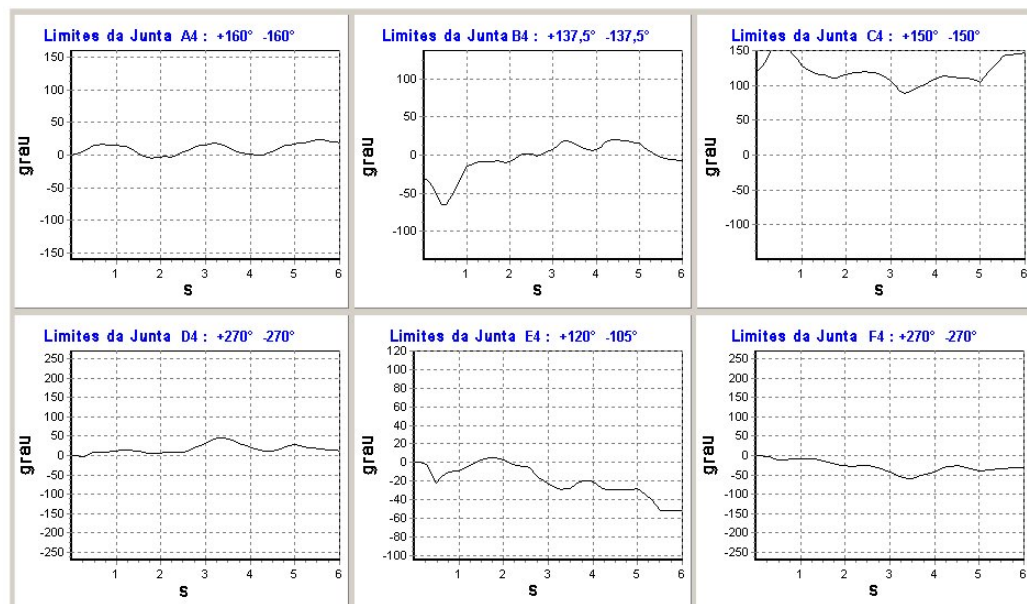 Limites da Junta A4 : +160° -160°
150
100
50
0
-50
-100
-150
grau
1 2 3 4 5 6
s
Limites da Junta B4 : +137,5° -137,5°
100
50
0
-50
-100
grau
1 2 3 4 5 6
s
Limites da Junta C4 : +150° -150°
150
100
50
0
-50
-100
grau
1 2 3 4 5 6
s
Limites da Junta D4 : +270° -270°
250
200
150
100
50
0
-50
-100
-150
-200
-250
grau
1 2 3 4 5 6
s
Limites da Junta E4 : +120° -105°
120
100
80
60
40
20
0
-20
-40
-60
-80
-100
grau
1 2 3 4 5 6
s
Limites da Junta F4 : +270° -270°
250
200
150
100
50
0
-50
-100
-150
-200
-250
grau
1 2 3 4 5 6
s